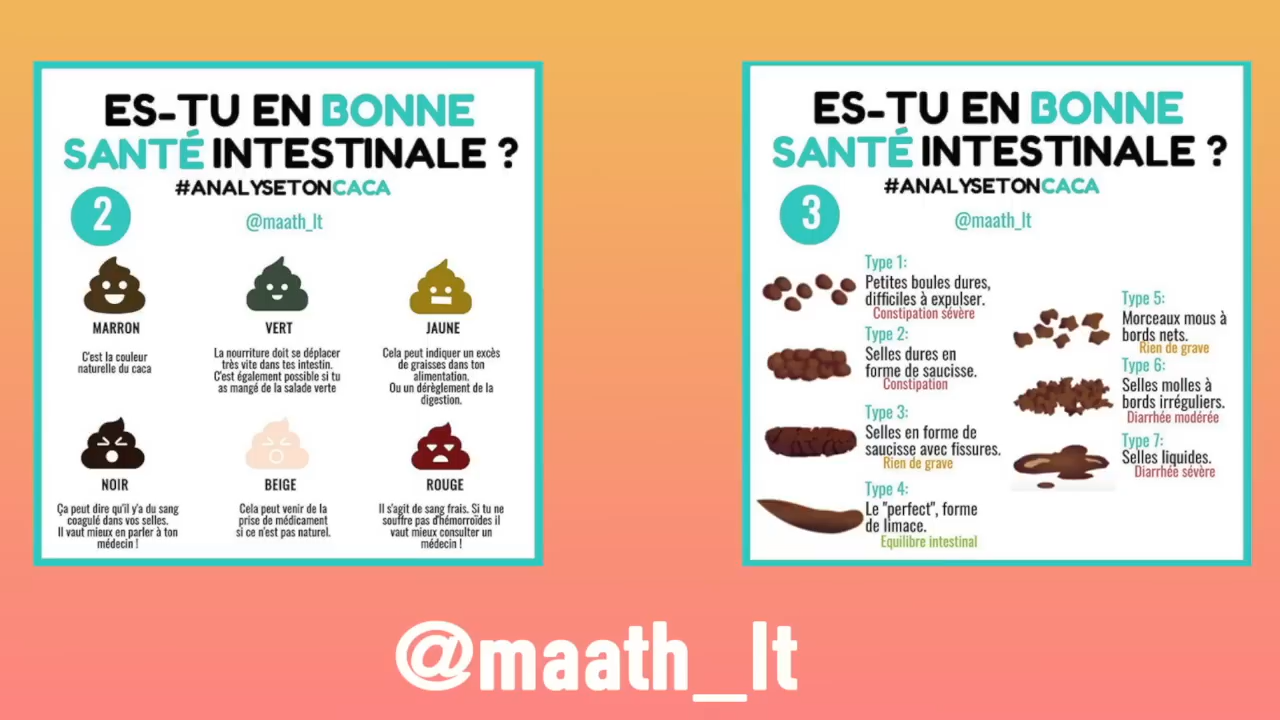 ES-TU EN BONNE
SANTÉ INTESTINALE ?
#ANALYSETONCACA
2
@maath_lt
MARRON
C'est la couleur
naturelle du caca
VERT
La nourriture doit se déplacer
très vite dans tes intestin.
C'est également possible si tu
as mangé de la salade verte
JAUNE
Cela peut indiquer un excès
de graisses dans ton
alimentation.
Ou un dérèglement de la
digestion.
NOIR
Ça peut dire qu'il y'a du sang
coagulé dans vos selles.
Il vaut mieux en parler à ton
médecin !
BEIGE
Cela peut venir de la
prise de médicament
si ce n'est pas naturel.
ROUGE
Il s'agit de sang frais. Si tu ne
souffre pas d'hémorroïdes il
vaut mieux consulter un
médecin !
ES-TU EN BONNE
SANTÉ INTESTINALE ?
#ANALYSETONCACA
3
@maath_lt
Type 1:
Petites boules dures,
difficiles à expulser.
Constipation sévère
Type 2:
Selles dures en
forme de saucisse.
Constipation
Type 3:
Selles en forme de
saucisse avec fissures.
Rien de grave
Type 4:
Le "perfect", forme
de limace.
Equilibre intestinal
Type 5:
Morceaux mous à
bords nets.
Rien de grave
Type 6:
Selles molles à
bords irréguliers.
Diarrhée modérée
Type 7:
Selles liquides.
Diarrhée sévère
@maath_lt